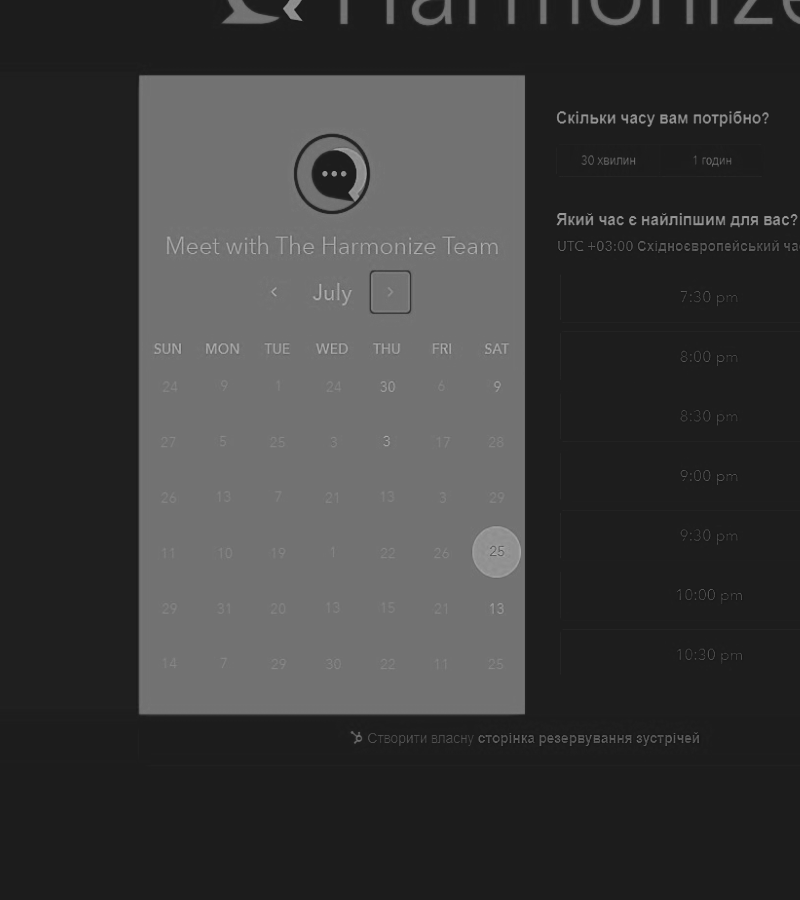 Harmonize
Meet with The Harmonize Team
July
SUN MON TUE WED THU FRI SAT
24 9 1 24 30 6 9
27 5 25 3 3 17 28
26 13 7 21 13 3 29
11 10 19 1 22 26 25
29 31 20 13 15 21 13
14 7 29 30 22 11 25
Скільки часу вам потрібно?
30 хвилин 1 годин
Який час є найліпшим для вас?
UTC +03:00 Східноєвропейський ча
7:30 pm
8:00 pm
8:30 pm
9:00 pm
9:30 pm
10:00 pm
10:30 pm
Створити власну сторінка резервування зустрічей